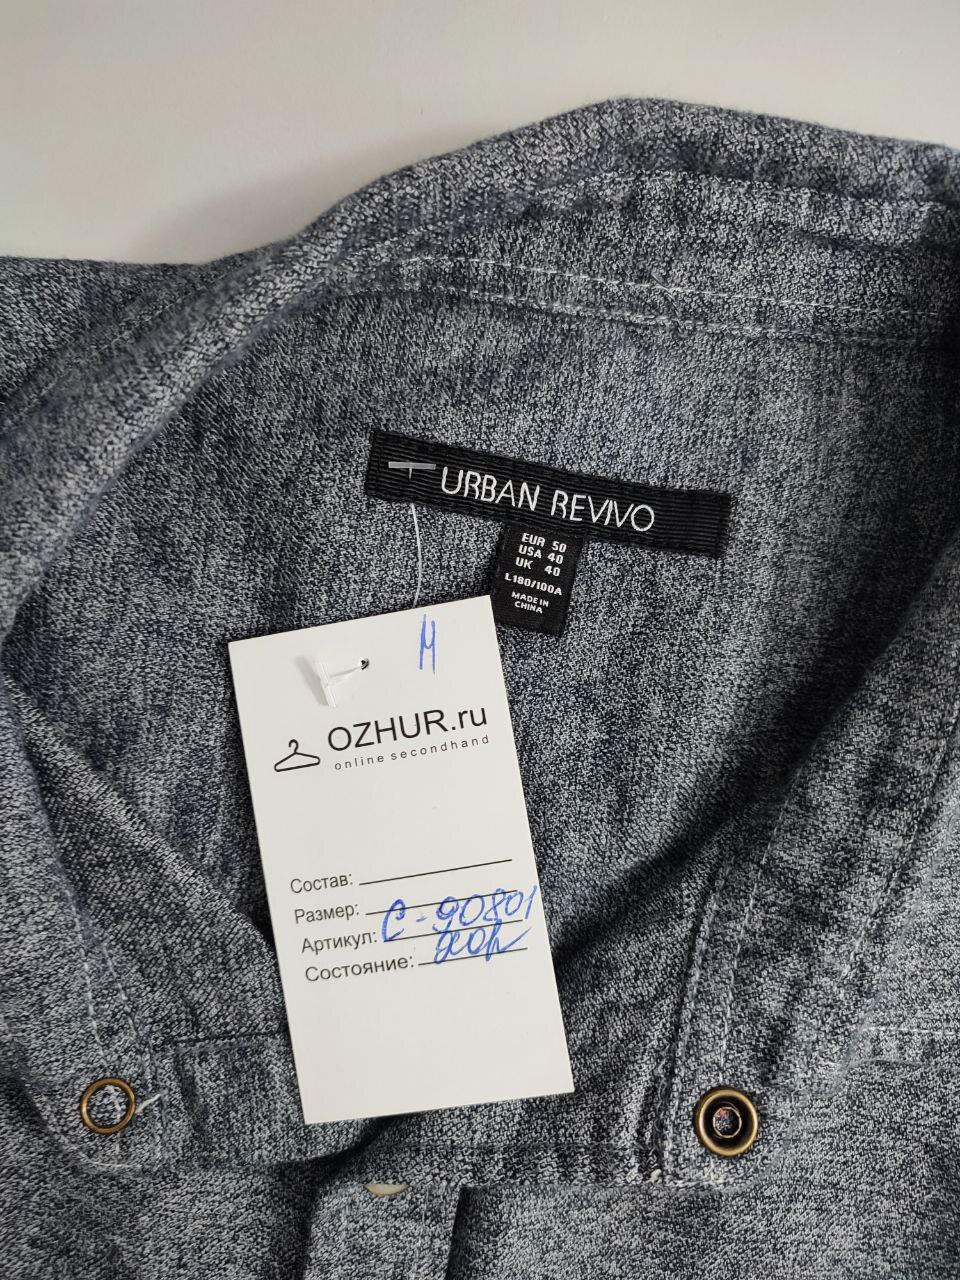 URBAN REVIVO
EUR 50
USA 40
UK 40
L180/100A
MADE IN
CHINA
М
OZHUR.ru
online secondhand
Состав:
Размер:
Артикул: С-90801
Состояние: хор